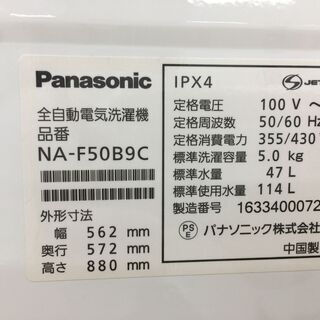 Panasonic
全自動電気洗濯機
品番
NA-F50B9C
外形寸法
幅 562 mm
奥行 572 mm
高さ 880 mm
IPX4
JET
定格電圧 100 V ～
定格周波数 50/60 Hz
定格消費電力 355/430
標準洗濯容量 5.0 kg
標準水量 47 L
標準使用水量 114 L
製造番号 1633400072
PS E パナソニック株式会
中国製